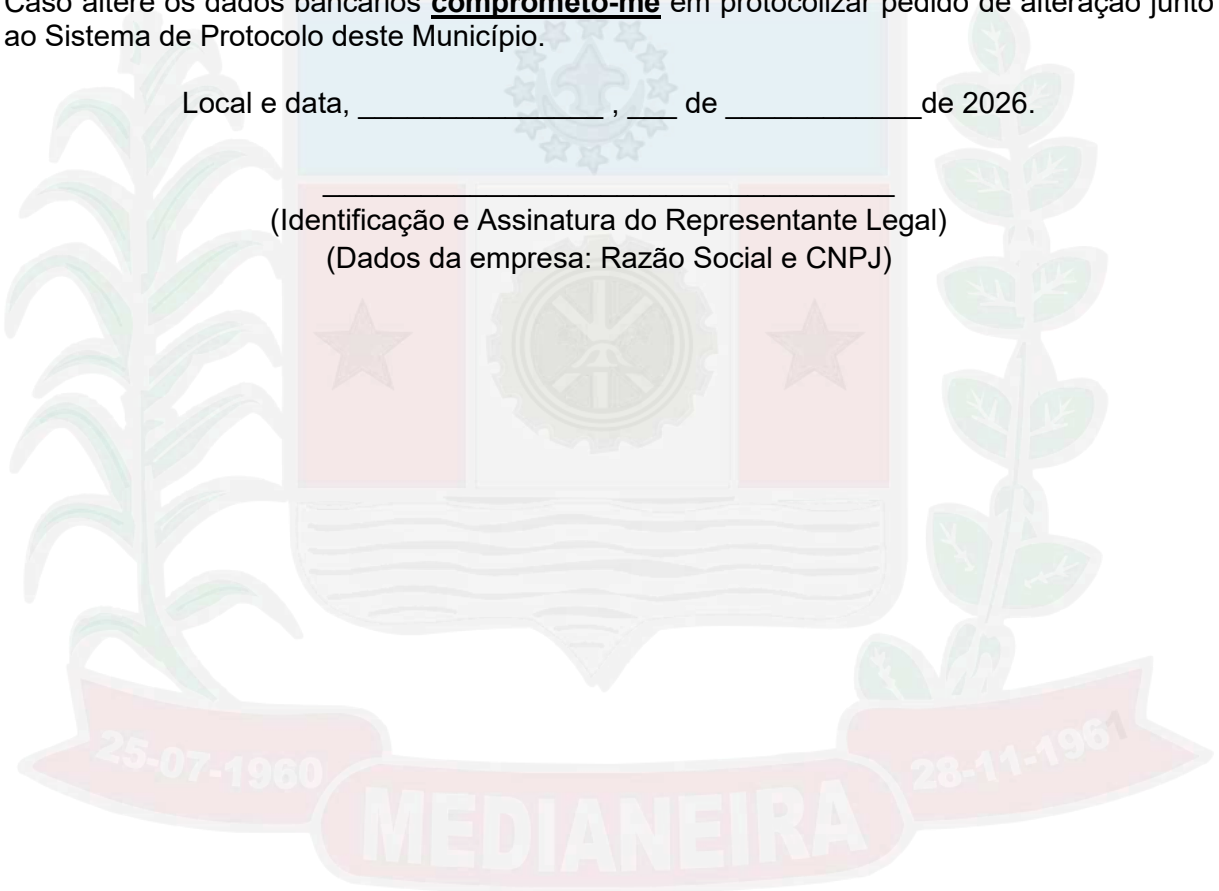 Caso altere os dados bancários comprometo-me em protocolizar pedido de alteração junto
ao Sistema de Protocolo deste Município.
Local e data, _______________ , ___ de ____________de 2026.
___________________________________
(Identificação e Assinatura do Representante Legal)
(Dados da empresa: Razão Social e CNPJ)
25-07-1960
MEDIANEIRA
28-11-1961